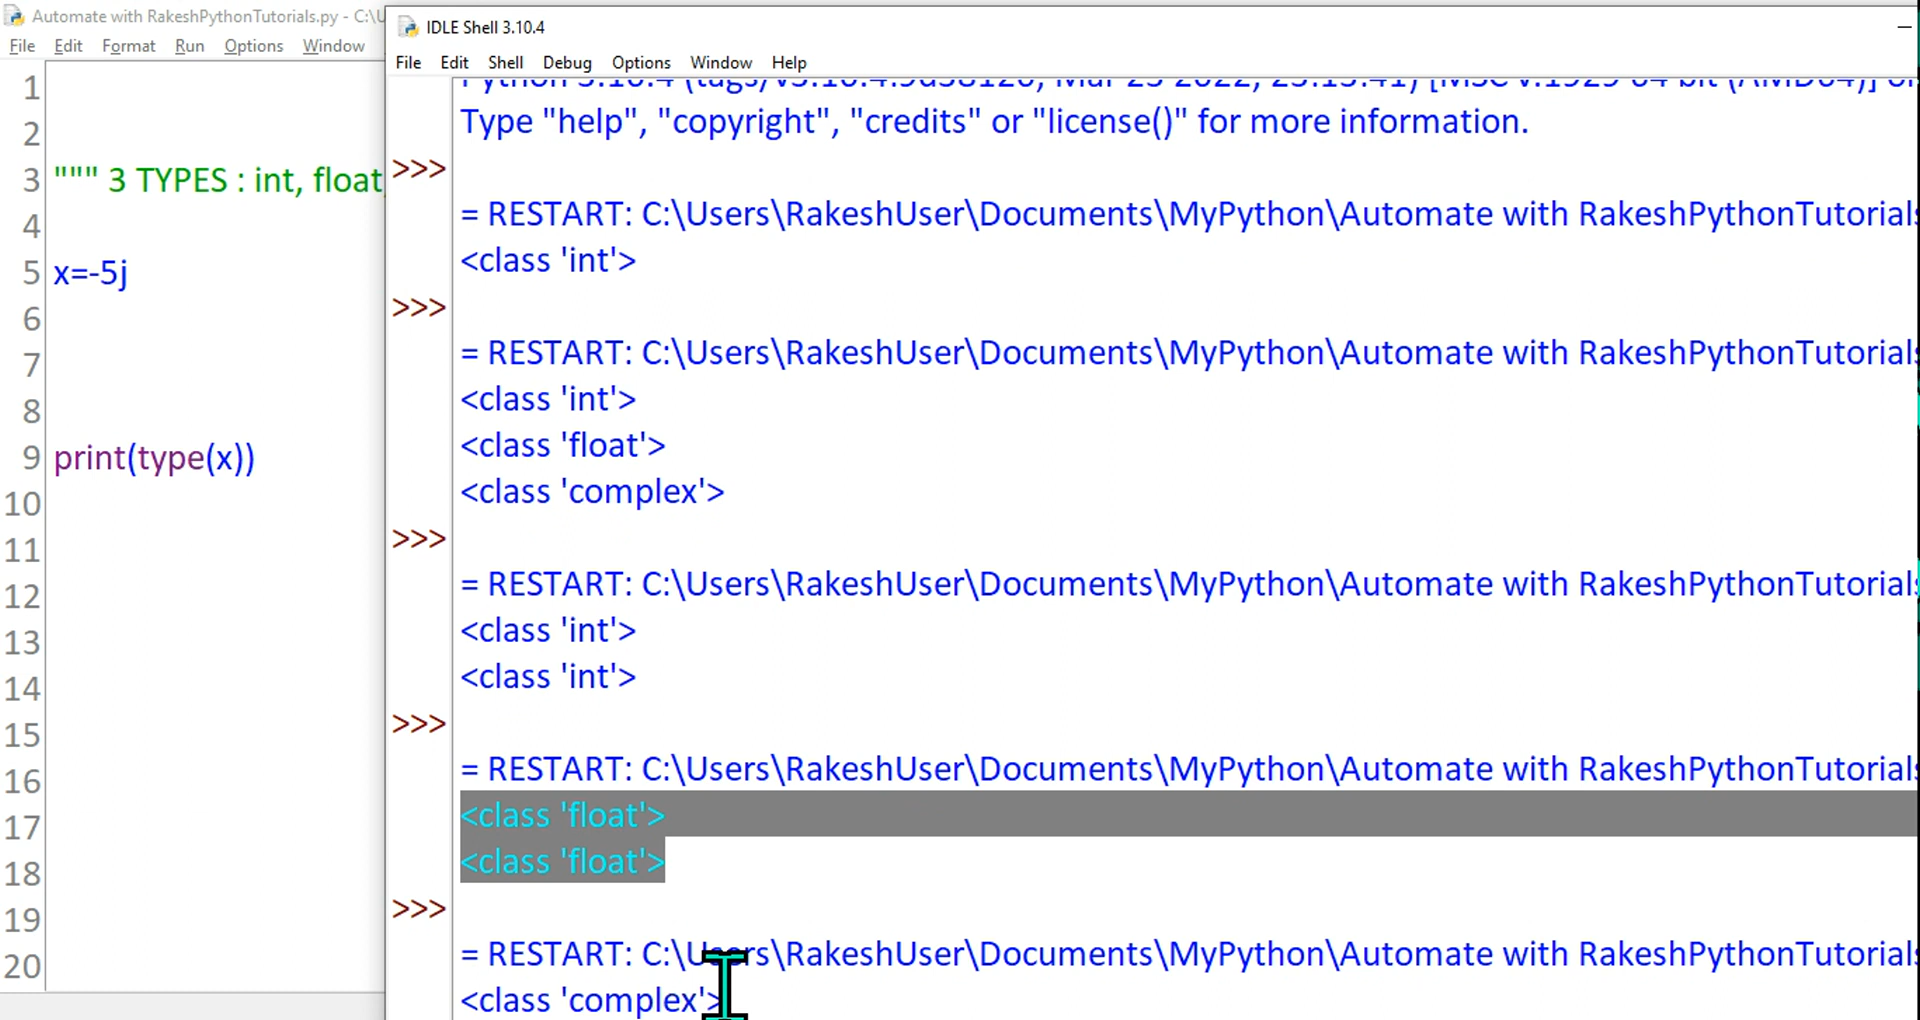 Automate with RakeshPythonTutorials.py - C:\U
File Edit Format Run Options Window
1
2
3 """ 3 TYPES : int, float,
4
5 x=-5j
6
7
8
9 print(type(x))
10
11
12
13
14
15
16
17
18
19
20
IDLE Shell 3.10.4
File Edit Shell Debug Options Window Help
Type "help", "copyright", "credits" or "license()" for more information.
>>>
= RESTART: C:\Users\RakeshUser\Documents\MyPython\Automate with RakeshPythonTutorials
<class 'int'>
>>>
= RESTART: C:\Users\RakeshUser\Documents\MyPython\Automate with RakeshPythonTutorials
<class 'int'>
<class 'float'>
<class 'complex'>
>>>
= RESTART: C:\Users\RakeshUser\Documents\MyPython\Automate with RakeshPythonTutorials
<class 'int'>
<class 'int'>
>>>
= RESTART: C:\Users\RakeshUser\Documents\MyPython\Automate with RakeshPythonTutorials
<class 'float'>
<class 'float'>
>>>
= RESTART: C:\Users\RakeshUser\Documents\MyPython\Automate with RakeshPythonTutorials
<class 'complex'>